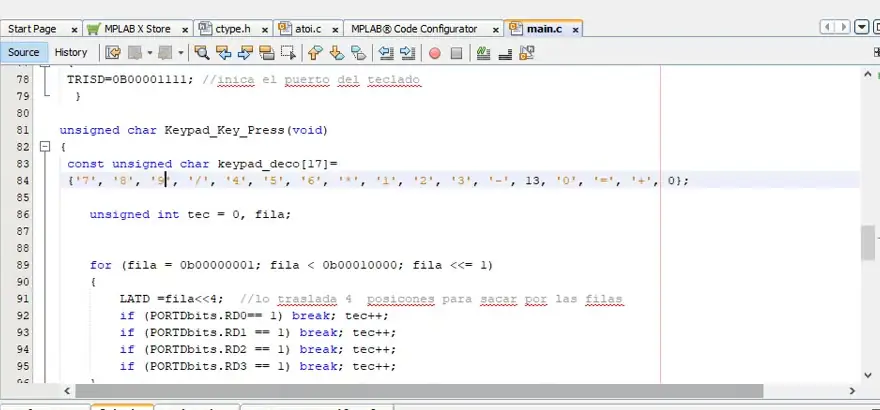 Start Page MPLAB X Store ctype.h atoi.c MPLAB® Code Configurator main.c
Source History
78 TRISD=0B00001111; //inica el puerto del teclado
79 }
80
81 unsigned char Keypad_Key_Press(void)
82 {
83 const unsigned char keypad_deco[17]=
84 {'7', '8', '9', '/', '4', '5', '6', '*', '1', '2', '3', '-', 13, '0', '=', '+', 0};
85
86 unsigned int tec = 0, fila;
87
88
89 for (fila = 0b00000001; fila < 0b00010000; fila <<= 1)
90 {
91 LATD =fila<<4; //lo traslada 4 posicones para sacar por las filas
92 if (PORTDbits.RD0== 1) break; tec++;
93 if (PORTDbits.RD1 == 1) break; tec++;
94 if (PORTDbits.RD2 == 1) break; tec++;
95 if (PORTDbits.RD3 == 1) break; tec++;